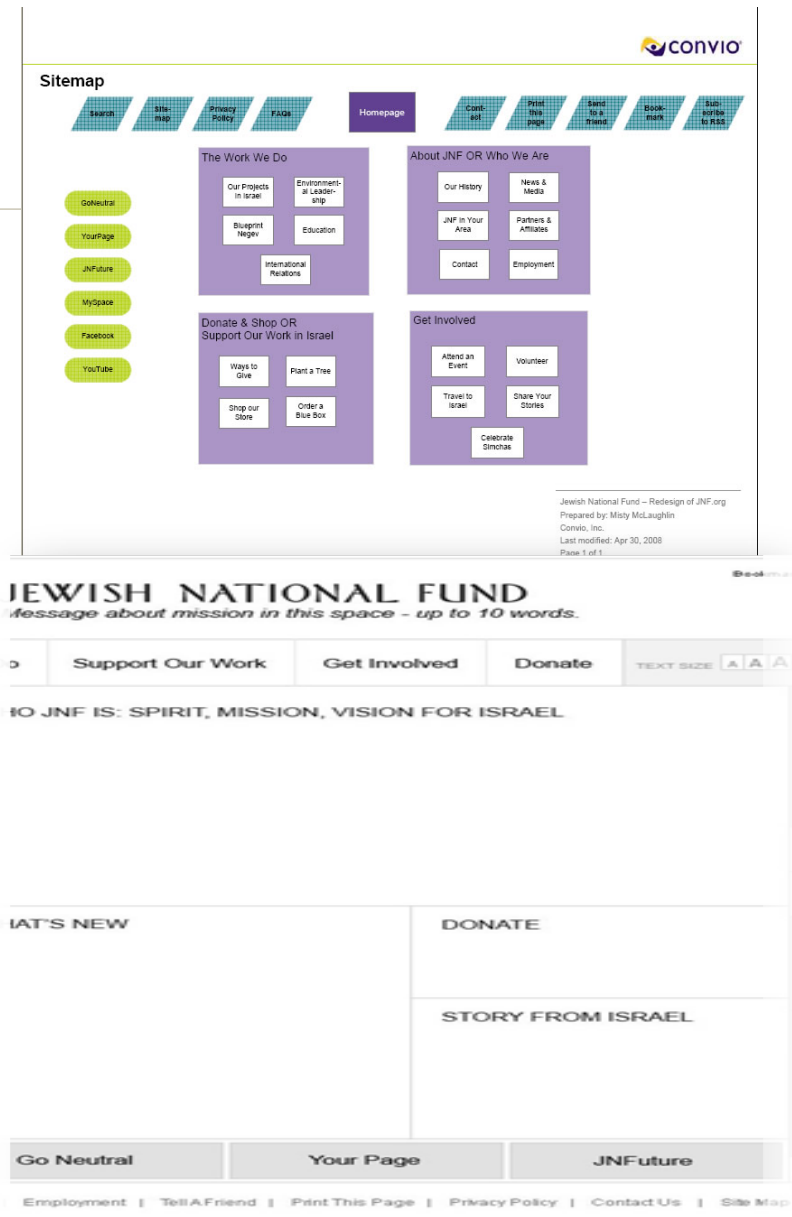 convio
Sitemap
Search
Site-
map
Privacy
Policy
FAQs
Homepage
Cont-
act
Print
this
page
Send
to a
friend
Book-
mark
Sub-
scribe
to RSS
The Work We Do
Our Projects
in Israel
Environment-
al Leader-
ship
Blueprint
Negev
Education
International
Relations
About JNF OR Who We Are
Our History
News &
Media
JNF in Your
Area
Partners &
Affiliates
Contact
Employment
GoNeutral
YourPage
JNFuture
MySpace
Facebook
YouTube
Donate & Shop OR
Support Our Work in Israel
Ways to
Give
Plant a Tree
Shop our
Store
Order a
Blue Box
Get Involved
Attend an
Event
Volunteer
Travel to
Israel
Share Your
Stories
Celebrate
Simchas
Jewish National Fund – Redesign of JNF.org
Prepared by: Misty McLaughlin
Convio, Inc.
Last modified: Apr 30, 2008
Page 1 of 1
JEWISH NATIONAL FUND
Message about mission in this space - up to 10 words.
Support Our Work Get Involved Donate TEXT SIZE A A A
HO JNF IS: SPIRIT, MISSION, VISION FOR ISRAEL
HAT'S NEW
DONATE
STORY FROM ISRAEL
Go Neutral Your Page JNFuture
Employment | Tell A Friend | Print This Page | Privacy Policy | Contact Us | Site Map